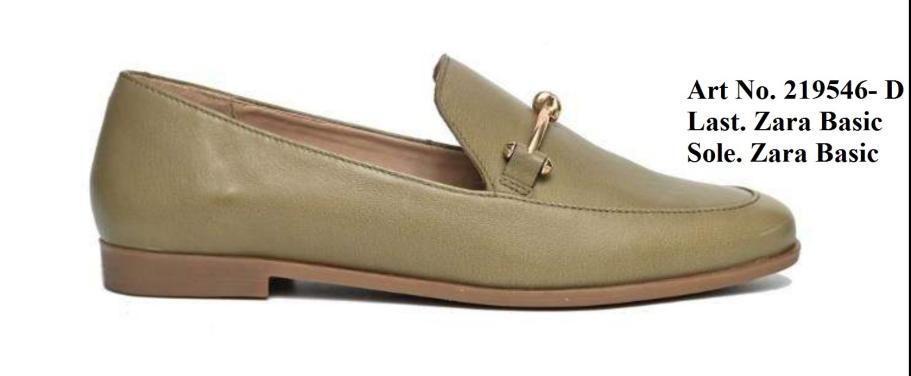 Art No. 219546- D
Last. Zara Basic
Sole. Zara Basic